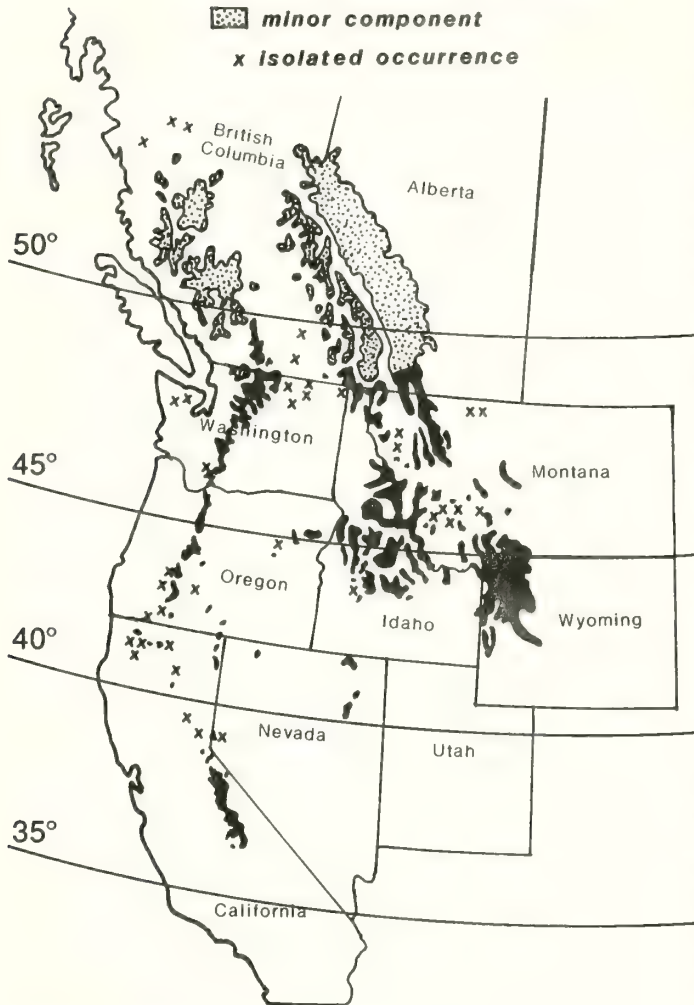 minor component
x isolated occurrence
British
Columbia
Alberta
50°
Washington
45°
Montana
Oregon
Idaho
Wyoming
40°
Nevada
Utah
35°
California